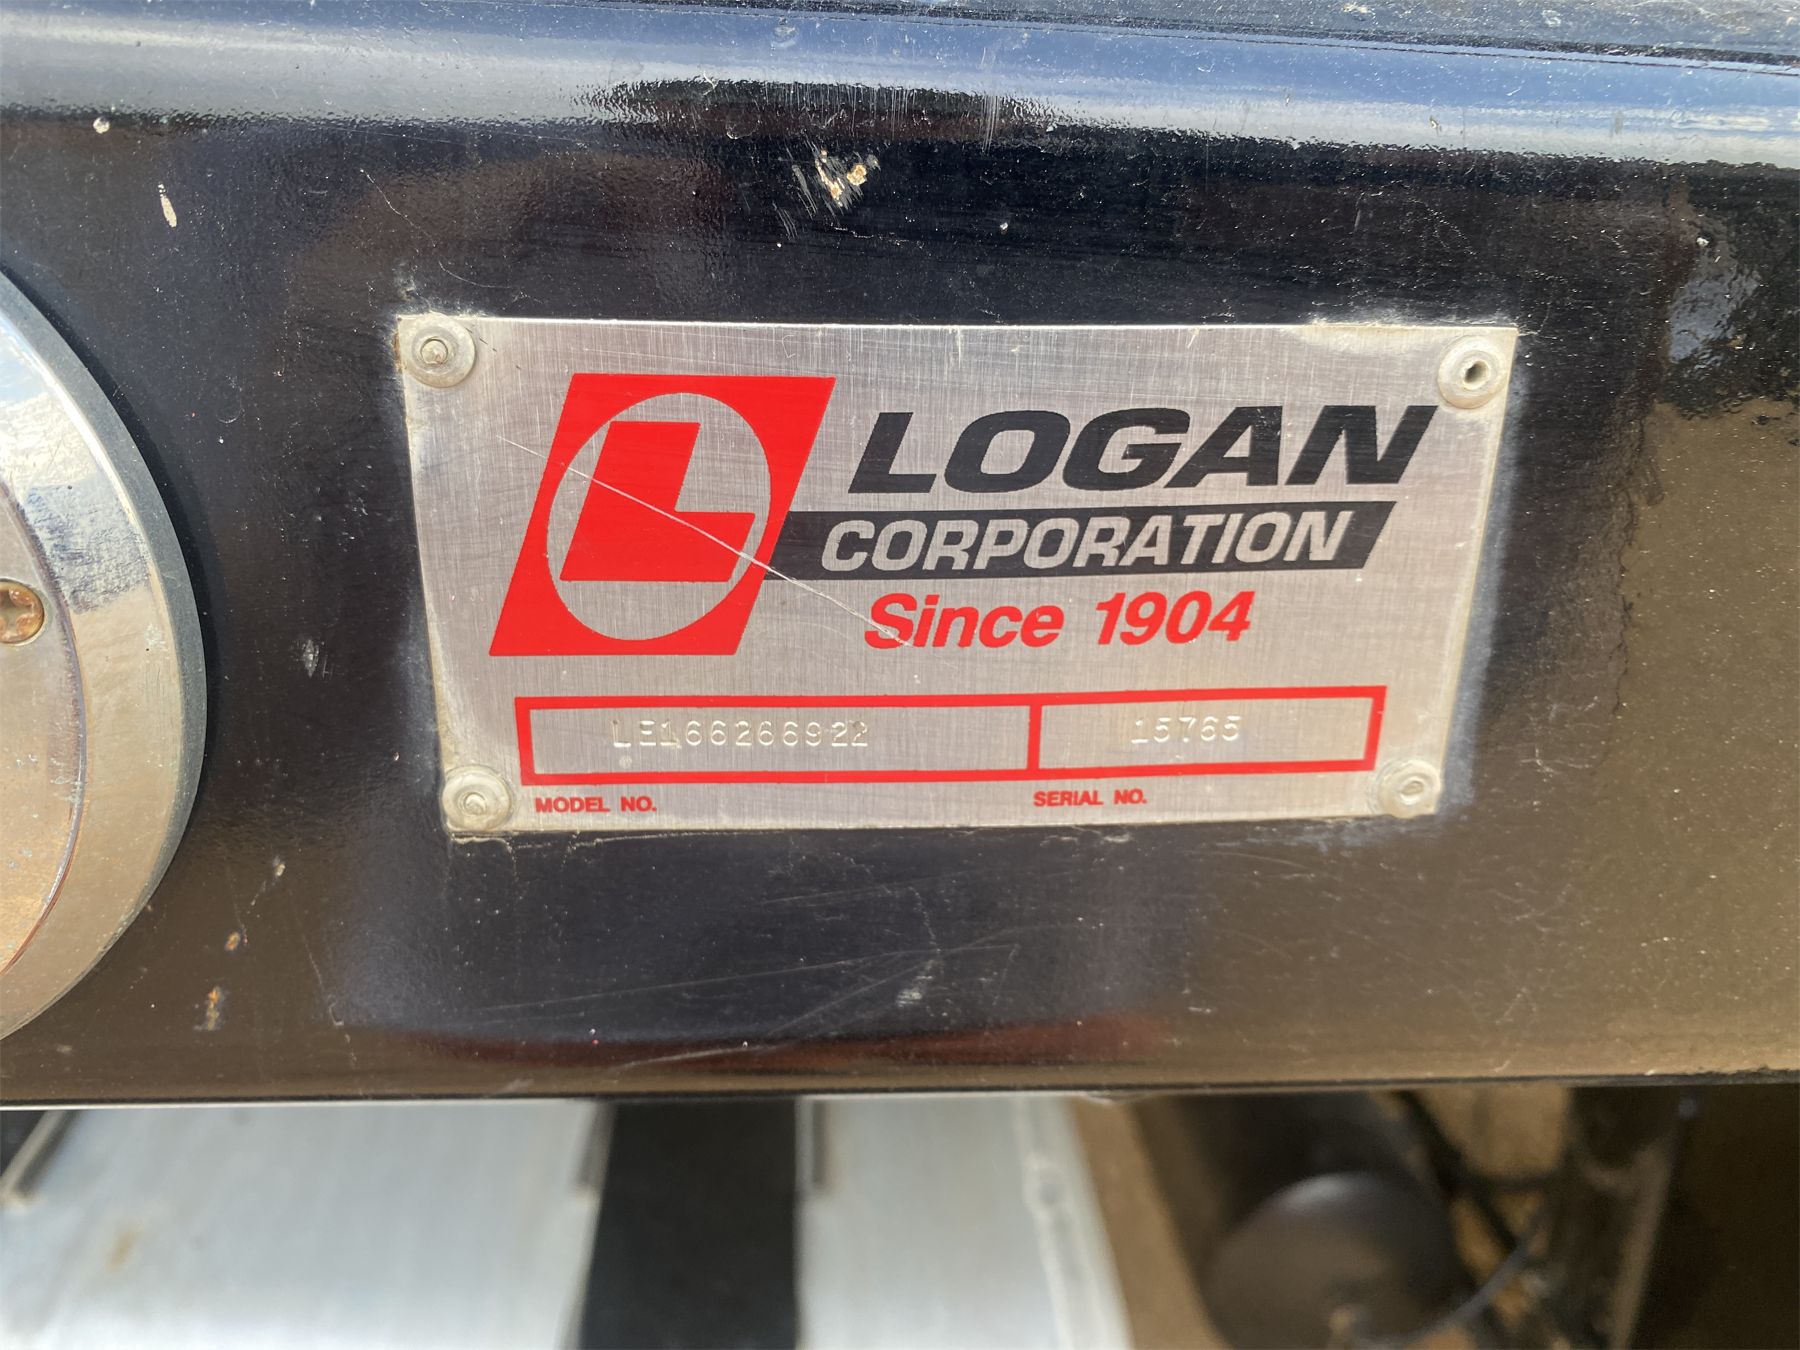 L LOGAN
CORPORATION
Since 1904
LE166266922 15765
MODEL NO. SERIAL NO.